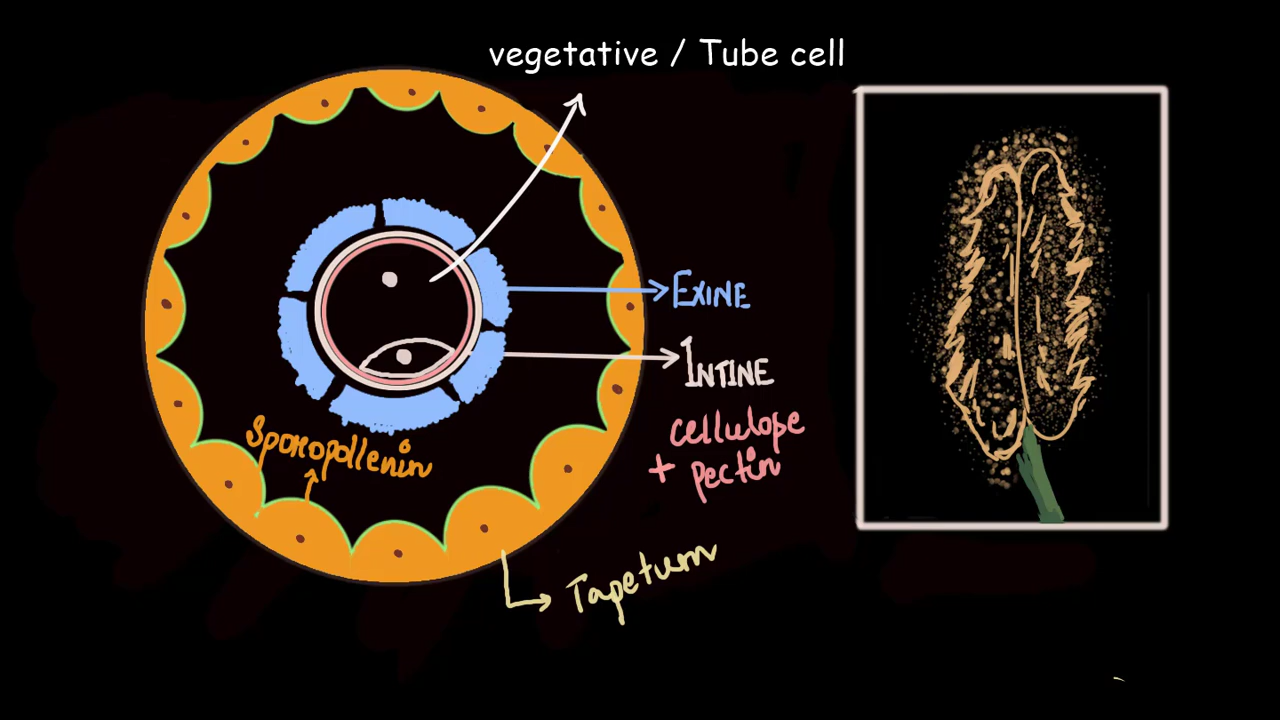 vegetative / Tube cell
EXINE
INTINE
cellulose
+ pectin
Sporopollenin
Tapetum